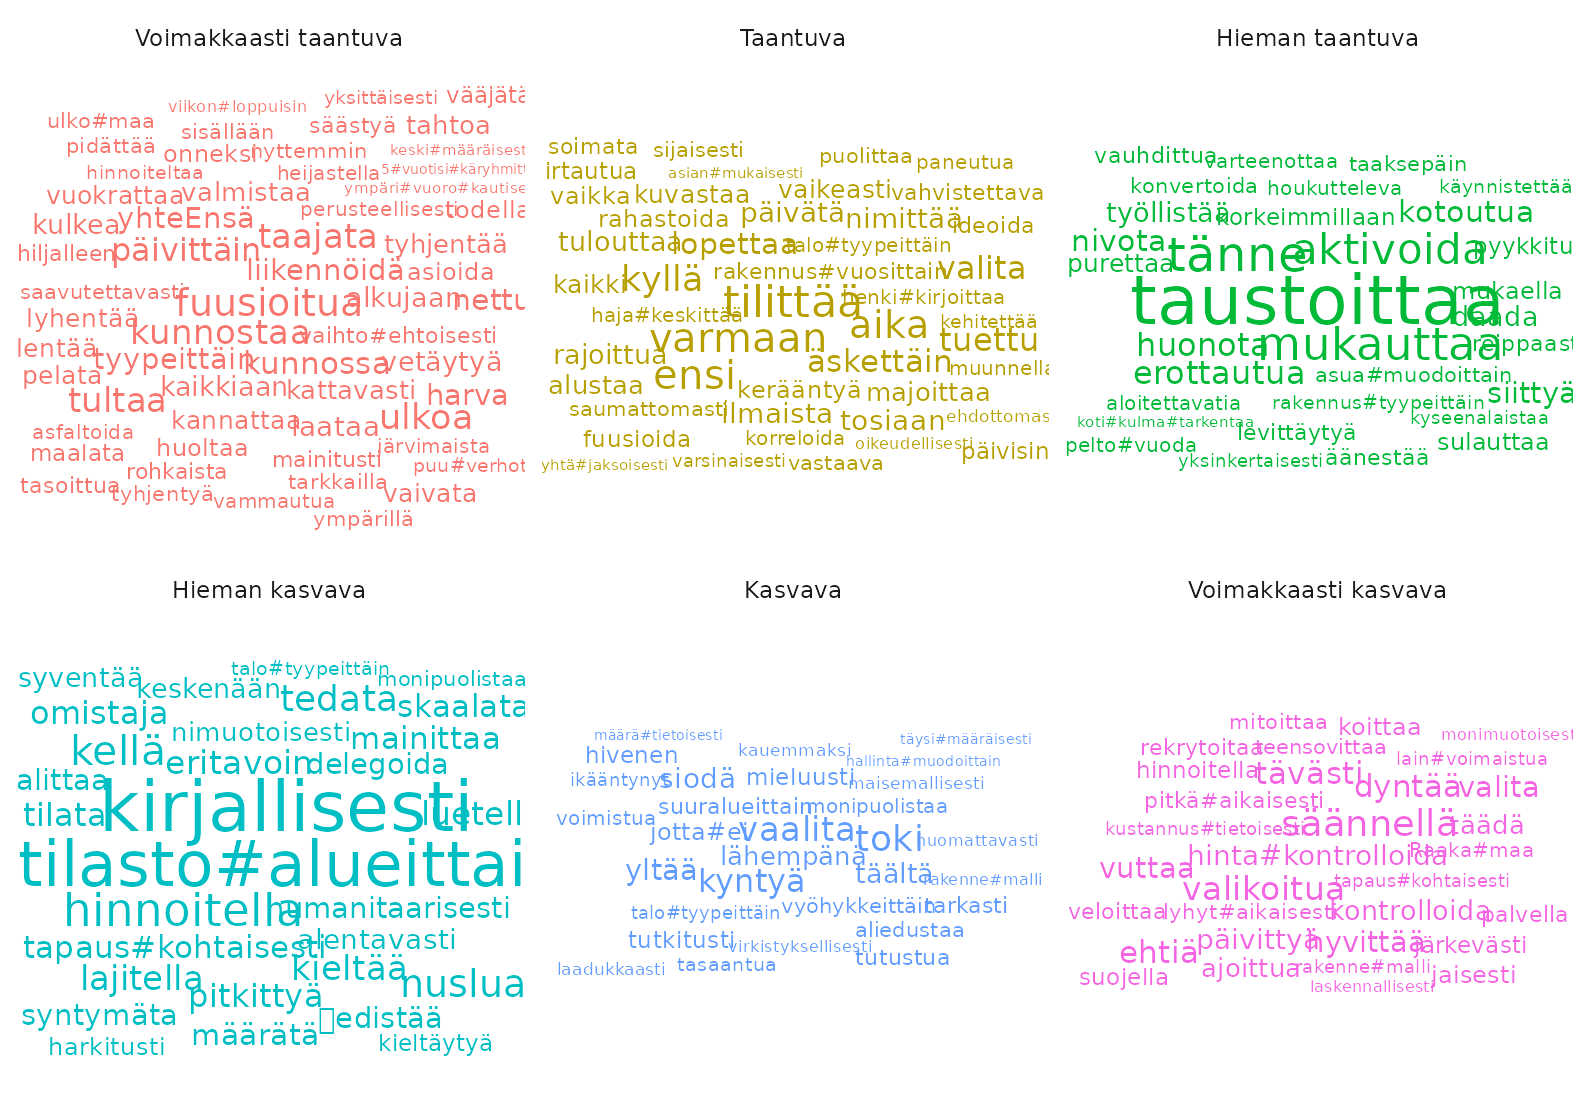 Voimakkaasti taantuva
viikon#loppuisin yksittäisesti vääjätä
ulko#maa sisällään säästyä tahtoa
pidättää onneksi nyttemmin keski#määräisest
hinnoiteltaa heijastella 5#vuotisi#käryhmitt
vuokrattaa valmistaa ympäri#vuoro#kautise
kulkea yhteEnsä perusteellisesti todella
hiljalleen päivittäin taajata tyhjentää
liikennöidä asioida
saavutettavasti fuusioitua alkujaan nettu
lyhentää kunnostaa vaihto#ehtoisesti
lentää tyypeittäin kunnossa vetäytyä
pelata kaikkiaan kattavasti harva
tultaa kannattaa laataa ulkoa
asfaltoida huoltaa järvimaista
maalata rohkaista mainitusti puu#verhot
tasoittua tyhjentyä tarkkailla vaivata
vammautua
ympärillä
Taantuva
soimata sijaisesti puolittaa paneutua
irtautua asian#mukaisesti
vaikka kuvastaa vaikeasti vahvistettava
rahastoida päivätä nimittää ideoida
tulouttaa lopettaa talo#tyypeittäin
kaikki kyllä rakennus#vuosittain valita
tilittää henki#kirjoittaa
haja#keskittää varmaan aika kehitettää
rajoittua äskettäin tuettu
alustaa ensi kerääntyä majoittaa muunnella
saumattomasti ilmaista tosiaan ehdottomas
fuusioida korreloida oikeudellisesti päivisin
yhtä#jaksoisesti varsinaisesti vastaava
Hieman taantuva
vauhdittua varteenottaa taaksepäin
konvertoida houkutteleva käynnistettää
työllistää korkeimmillaan kotoutua
nivota tänne aktivoida pyykkitu
purettaa taustoittaa mukaella
daada
huonota mukauttaa reippaast
erottautua asua#muodoittain siittyä
aloitettavatia rakennus#tyypeittäin
koti#kulma#tarkentaa kyseenalaistaa
pelto#vuoda levittäytyä sulauttaa
yksinkertaisesti äänestää
Hieman kasvava
talo#tyypeittäin
syventää keskenään monipuolistaa
omistaja tedata skaalata
kellä nimuotoisesti mainittaa
alittaa eritavoin delegoida
tilata kirjallisesti luetell
tilasto#alueittai
hinnoitella umanitaarisesti
tapaus#kohtaisesti alentavasti
lajitella kieltää
pitkittyä nuslua
syntymäta määrätä edistää
harkitusti kieltäytyä
Kasvava
määrä#tietoisesti täysi#määräisesti
hivenen kauemmaksi hallinta#muodoittain
ikääntynyt siodä mieluusti maisemallisesti
voimistua suuralueittain monipuolistaa
jotta#ei vaalita toki huomattavasti
yltää lähempänä täältä
kyntyä rakenne#malli
talo#tyypeittäin vyöhykkeittäin tarkasti
tutkitusti virkistyksellisesti aliedustaa
laadukkaasti tasaantua tutustua
Voimakkaasti kasvava
mitoittaa koittaa monimuotoisest
rekrytoitaa teensovittaa lain#voimaistua
hinnoitella tävästi dyntää valita
pitkä#aikaisesti
kustannus#tietoisesti säännellä täädä
hinta#kontrolloida Raaka#maa
vuttaa valikoitua tapaus#kohtaisesti
veloittaa lyhyt#aikaisesti kontrolloida palvella
ehtiä päivittyä hyvittää järkevästi
suojella ajoittua rakenne#malli jaisesti
laskennallisesti